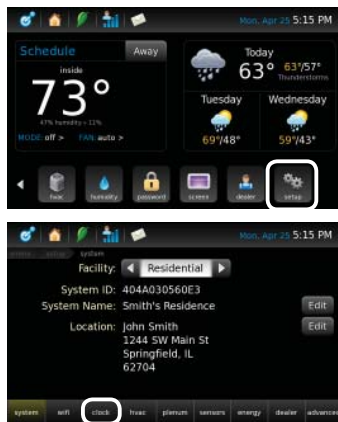 Mon, Apr 25 5:15 PM
Schedule Away
inside
73°
47% humidity > 12%
MODE: off > FAN: auto >
Today
63° 63°/57°
Thunderstorms
Tuesday Wednesday
69°/48° 59°/43°
hvac humidity password screen dealer setup
Mon, Apr 25 5:15 PM
menu setup system
Facility: Residential
System ID: 404A030560E3
System Name: Smith's Residence Edit
Location: John Smith Edit
1244 SW Main St
Springfield, IL
62704
system wifi clock hvac plenum sensors energy dealer advanced